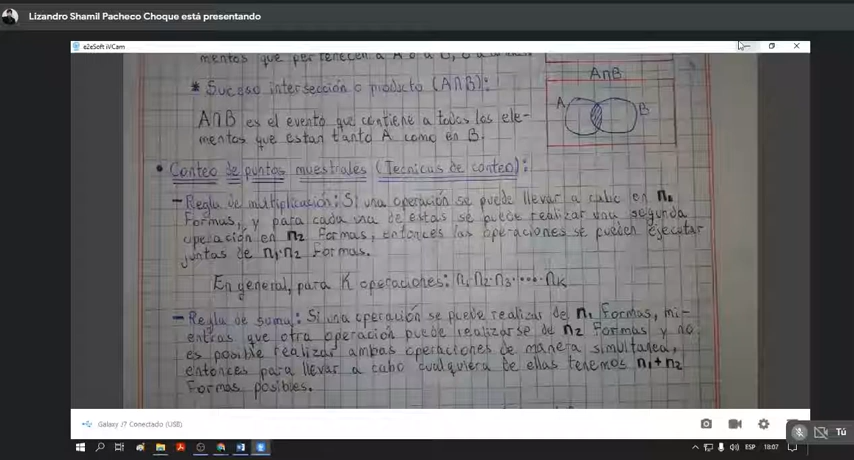 Lizandro Shamil Pacheco Choque está presentando
e2eSoft iVCam
mentos que pertenecen a A o a B, o a
* Suceso intersección o producto (A∩B):
A∩B
A∩B es el evento que contiene a todos los ele-
mentos que estan tanto A como en B.
A
B
• Conteo de puntos muestrales (Tecnicas de conteo):
- Regla de multiplicación: Si una operación se puede llevar a cabo en n₁
Formas, y para cada una de estas se puede realizar una segunda
operación en n₂ Formas, entonces las operaciones se pueden ejecutar
juntas de n₁·n₂ Formas.
En general, para K operaciones: n₁·n₂·n₃·....·nK
- Regla de suma: Si una operación se puede realizar de n₁ Formas, mi-
entras que otra operación puede realizarse de n₂ Formas y no
es posible realizar ambas operaciones de manera simultanea,
entonces para llevar a cabo cualquiera de ellas tenemos n₁+n₂
Formas posibles.
Galaxy J7 Conectado (USB)
Tú
ESP
18:07